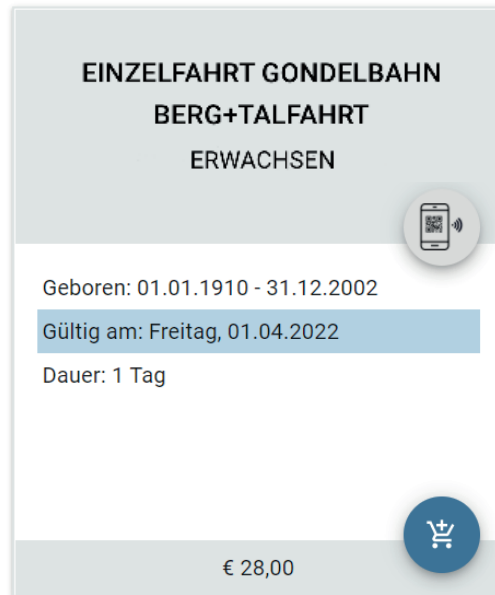 EINZELFAHRT GONDELBAHN
BERG+TALFAHRT
ERWACHSEN
Geboren: 01.01.1910 - 31.12.2002
Gültig am: Freitag, 01.04.2022
Dauer: 1 Tag
€ 28,00